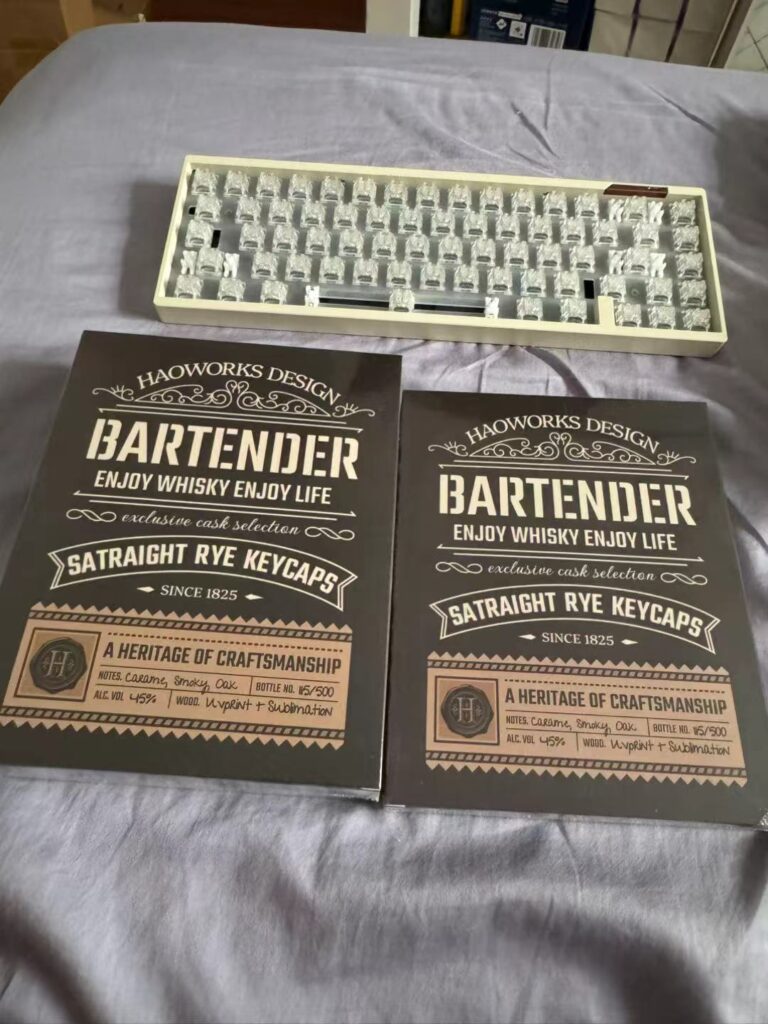 HAOWORKS DESIGN
BARTENDER
ENJOY WHISKY ENJOY LIFE
exclusive cask selection
SATRAIGHT RYE KEYCAPS
SINCE 1825
H
A HERITAGE OF CRAFTSMANSHIP
NOTES. Carame, Smoky, Oak BOTTLE NO. 115/500
ALC. VOL 45% WOOD. Uvprint + Sublimation
HAOWORKS DESIGN
BARTENDER
ENJOY WHISKY ENJOY LIFE
exclusive cask selection
SATRAIGHT RYE KEYCAPS
SINCE 1825
H
A HERITAGE OF CRAFTSMANSHIP
NOTES. Carame, Smoky, Oak BOTTLE NO. 115/500
ALC. VOL 45% WOOD. Uvprint + Sublimation